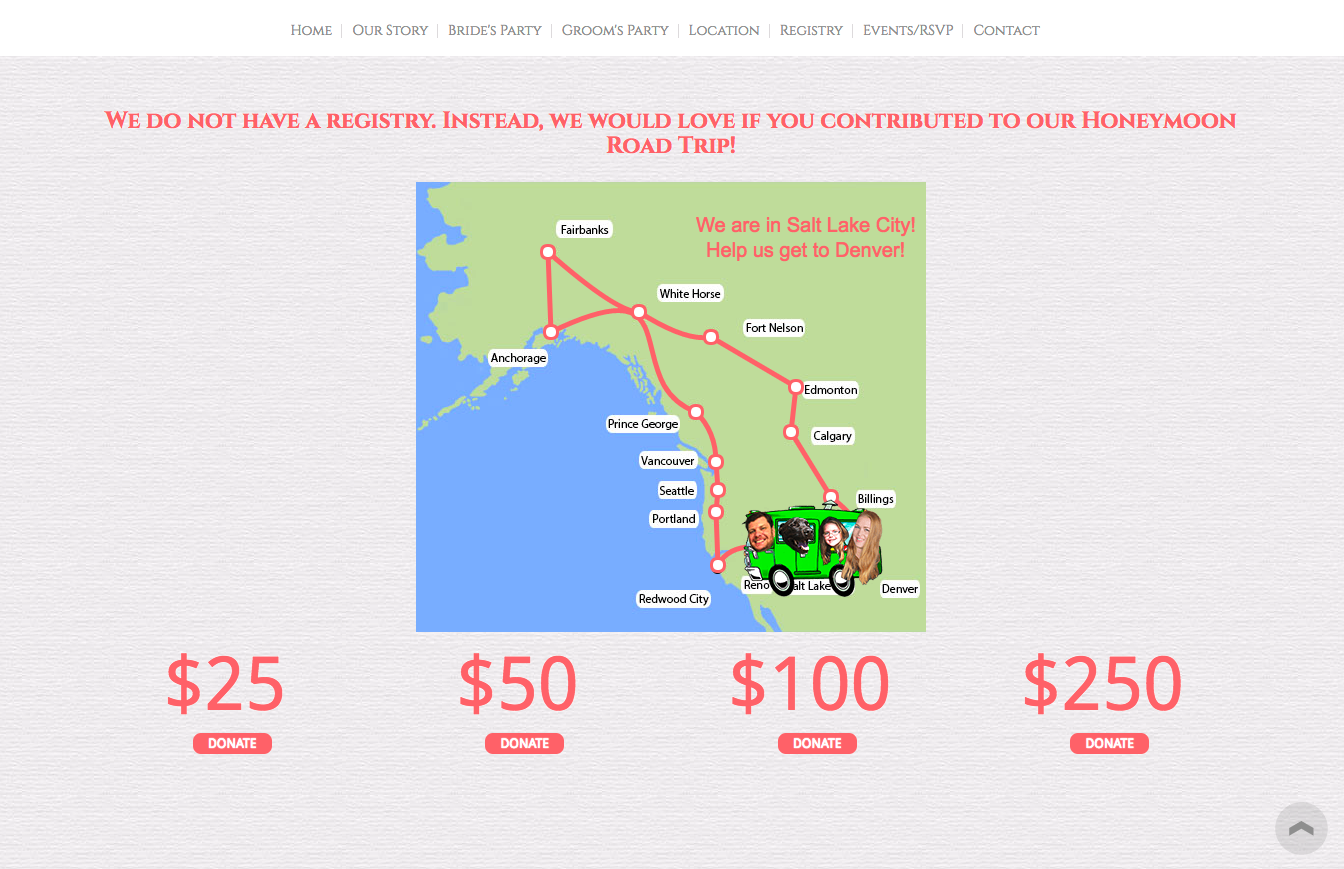 Home Our Story Bride's Party Groom's Party Location Registry Events/RSVP Contact
We do not have a registry. Instead, we would love if you contributed to our Honeymoon
Road Trip!
We are in Salt Lake City!
Help us get to Denver!
Fairbanks
White Horse
Fort Nelson
Anchorage
Edmonton
Prince George
Calgary
Vancouver
Seattle
Billings
Portland
Reno
alt Lake
Denver
Redwood City
$25 $50 $100 $250
DONATE DONATE DONATE DONATE